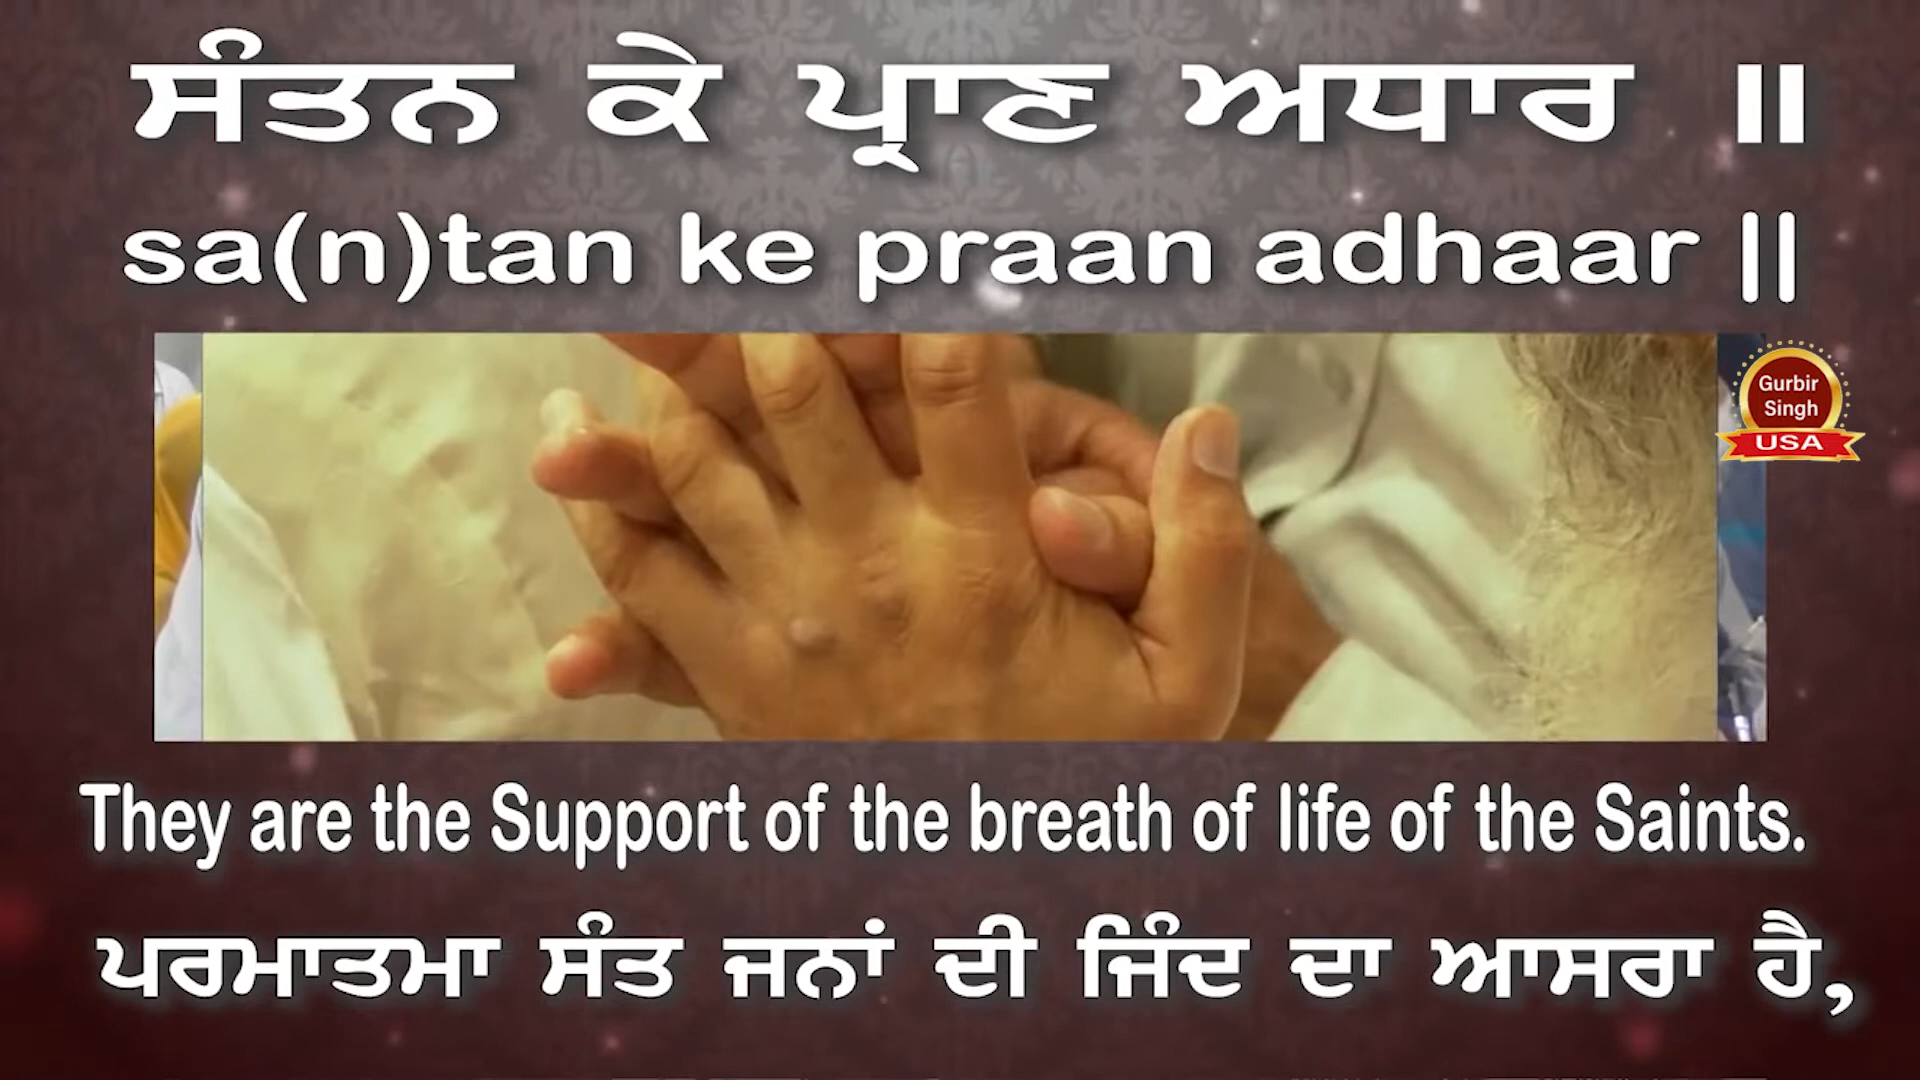 ਸੰਤਨ ਕੇ ਪ੍ਰਾਣ ਅਧਾਰ ॥
sa(n)tan ke praan adhaar ||
Gurbir
Singh
USA
They are the Support of the breath of life of the Saints.
ਪਰਮਾਤਮਾ ਸੰਤ ਜਨਾਂ ਦੀ ਜਿੰਦ ਦਾ ਆਸਰਾ ਹੈ,